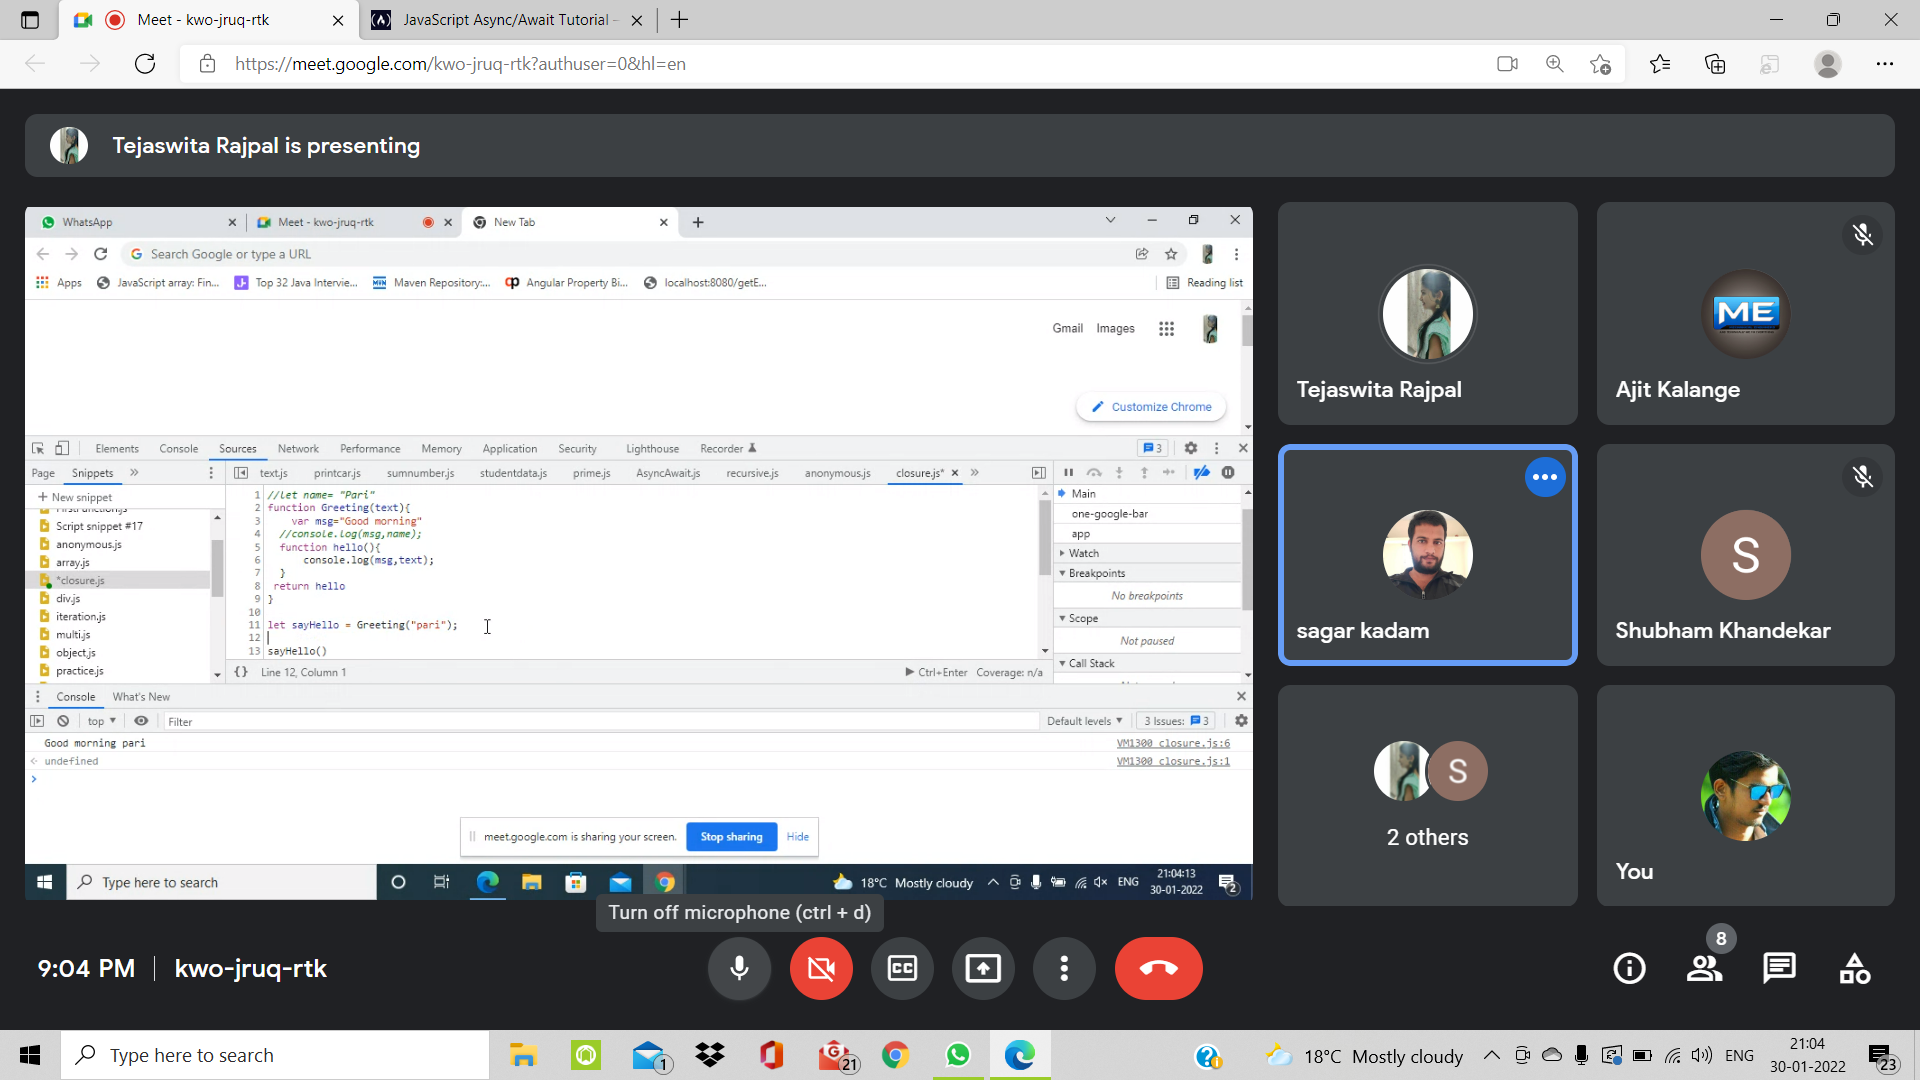 Meet - kwo-jruq-rtk
JavaScript Async/Await Tutorial -
https://meet.google.com/kwo-jruq-rtk?authuser=0&hl=en
Tejaswita Rajpal is presenting
WhatsApp
Meet - kwo-jruq-rtk
New Tab
Search Google or type a URL
Apps
JavaScript array: Fin...
Top 32 Java Intervie...
Maven Repository:...
Angular Property Bi...
localhost:8080/getE...
Reading list
Gmail
Images
Customize Chrome
Elements
Console
Sources
Network
Performance
Memory
Application
Security
Lighthouse
Recorder
3
Page
Snippets
text.js
printcar.js
sumnumber.js
studentdata.js
prime.js
AsyncAwait.js
recursive.js
anonymous.js
closure.js*
+ New snippet
Script snippet #17
anonymous.js
array.js
*closure.js
div.js
iteration.js
multi.js
object.js
practice.js
1 //let name= "Pari"
2 function Greeting(text){
3 var msg="Good morning"
4 //console.log(msg,name);
5 function hello(){
6 console.log(msg,text);
7 }
8 return hello
9 }
10
11 let sayHello = Greeting("pari");
12
13 sayHello()
{} Line 12, Column 1
Ctrl+Enter
Coverage: n/a
Main
one-google-bar
app
Watch
Breakpoints
No breakpoints
Scope
Not paused
Call Stack
Console
What's New
top
Filter
Default levels
3 Issues: 3
Good morning pari
VM1300 closure.js:6
undefined
VM1300 closure.js:1
meet.google.com is sharing your screen.
Stop sharing
Hide
Type here to search
18°C Mostly cloudy
ENG
21:04:13
30-01-2022
2
Tejaswita Rajpal
ME
Ajit Kalange
sagar kadam
S
Shubham Khandekar
S
2 others
You
Turn off microphone (ctrl + d)
9:04 PM
kwo-jruq-rtk
CC
8
Type here to search
1
G
21
18°C Mostly cloudy
ENG
21:04
30-01-2022
23